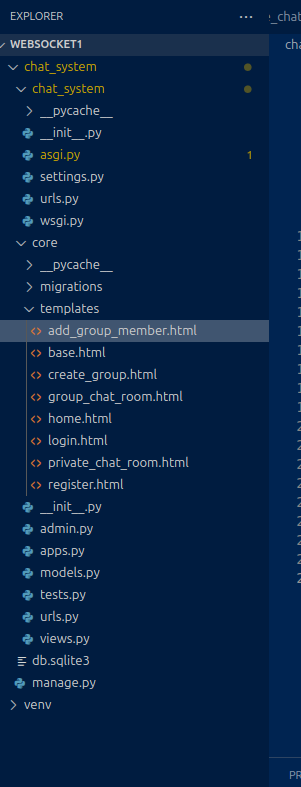 EXPLORER
e_chat
WEBSOCKET1
cha
chat_system
chat_system
__pycache__
__init__.py
asgi.py 1
settings.py
urls.py
wsgi.py
core
__pycache__
migrations
templates
add_group_member.html
base.html
create_group.html
group_chat_room.html
home.html
login.html
private_chat_room.html
register.html
__init__.py
admin.py
apps.py
models.py
tests.py
urls.py
views.py
db.sqlite3
manage.py
venv
PR